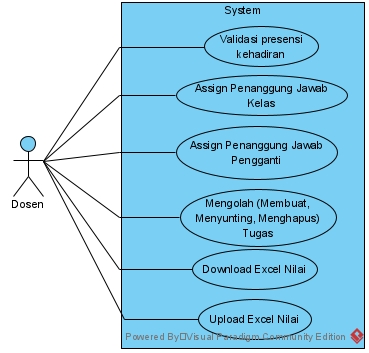 System
Validasi presensi
kehadiran
Assign Penanggung Jawab
Kelas
Assign Penanggung Jawab
Pengganti
Dosen
Mengolah (Membuat,
Menyunting, Menghapus)
Tugas
Download Excel Nilai
Upload Excel Nilai
Powered By Visual Paradigm Community Edition